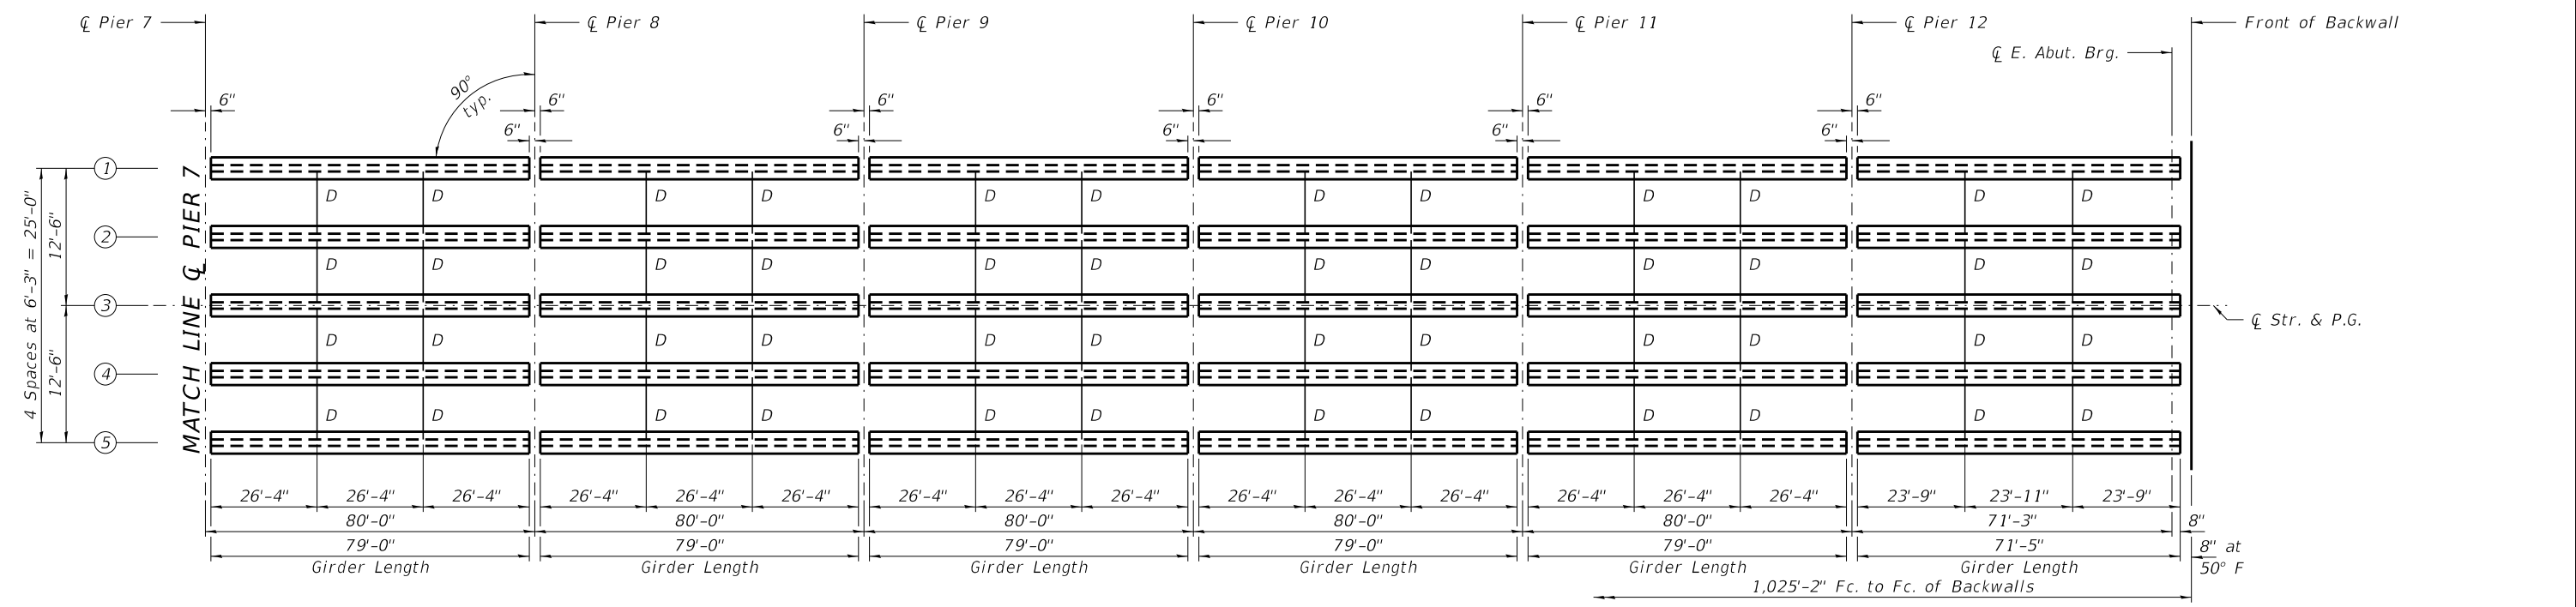 ℄ Pier 7
℄ Pier 8
℄ Pier 9
℄ Pier 10
℄ Pier 11
℄ Pier 12
Front of Backwall
℄ E. Abut. Brg.
90° typ.
6" 6" 6" 6" 6" 6"
6" 6" 6" 6" 6"
4 Spaces at 6'-3" = 25'-0"
12'-6"
12'-6"
MATCH LINE ℄ PIER 7
1
D D D D D D D D D D D D
2
D D D D D D D D D D D D
3
℄ Str. & P.G.
D D D D D D D D D D D D
4
D D D D D D D D D D D D
5
26'-4" 26'-4" 26'-4" 26'-4" 26'-4" 26'-4" 26'-4" 26'-4" 26'-4" 26'-4" 26'-4" 26'-4" 26'-4" 26'-4" 26'-4" 23'-9" 23'-11" 23'-9"
80'-0" 80'-0" 80'-0" 80'-0" 80'-0" 71'-3" 8"
79'-0" 79'-0" 79'-0" 79'-0" 79'-0" 71'-5" 8" at
Girder Length Girder Length Girder Length Girder Length Girder Length Girder Length 50° F
1,025'-2" Fc. to Fc. of Backwalls